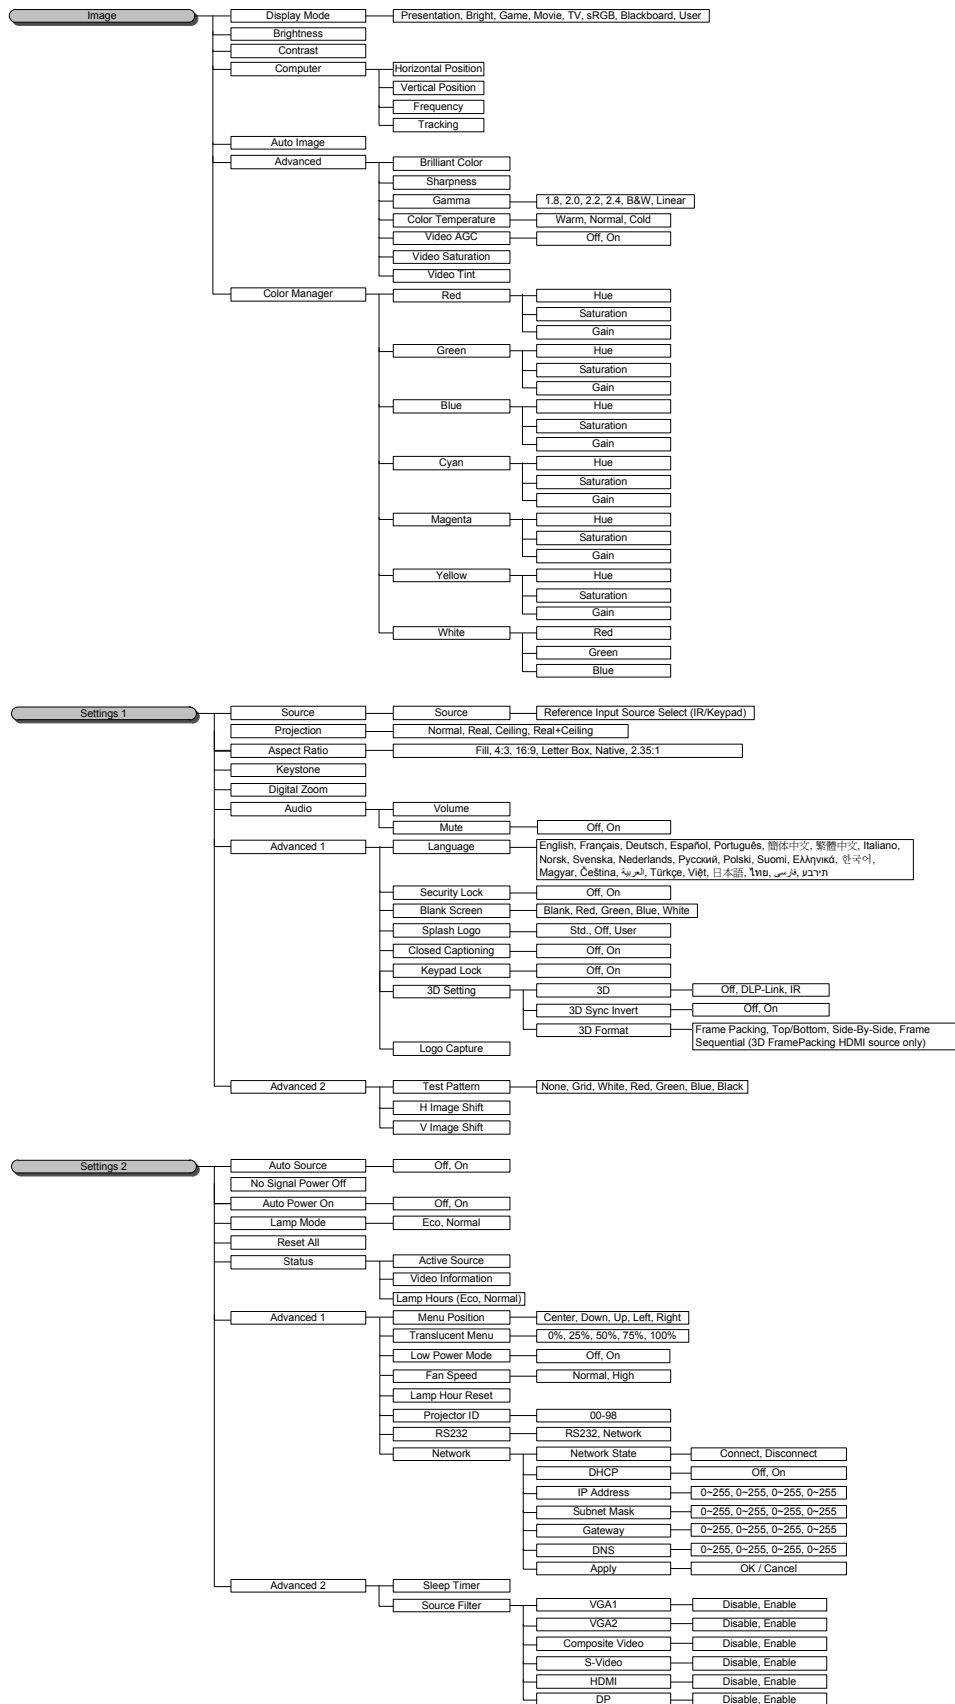 Image
Display Mode
Presentation, Bright, Game, Movie, TV, sRGB, Blackboard, User
Brightness
Contrast
Computer
Horizontal Position
Vertical Position
Frequency
Tracking
Auto Image
Advanced
Brilliant Color
Sharpness
Gamma
1.8, 2.0, 2.2, 2.4, B&W, Linear
Color Temperature
Warm, Normal, Cold
Video AGC
Off, On
Video Saturation
Video Tint
Color Manager
Red
Hue
Saturation
Gain
Green
Hue
Saturation
Gain
Blue
Hue
Saturation
Gain
Cyan
Hue
Saturation
Gain
Magenta
Hue
Saturation
Gain
Yellow
Hue
Saturation
Gain
White
Red
Green
Blue
Settings 1
Source
Source
Reference Input Source Select (IR/Keypad)
Projection
Normal, Real, Ceiling, Real+Ceiling
Aspect Ratio
Fill, 4:3, 16:9, Letter Box, Native, 2.35:1
Keystone
Digital Zoom
Audio
Volume
Mute
Off, On
Advanced 1
Language
English, Français, Deutsch, Español, Português, 簡体中文, 繁體中文, Italiano,
Norsk, Svenska, Nederlands, Русский, Polski, Suomi, Ελληνικά, 한국어,
Magyar, Čeština, العربية, Türkçe, Việt, 日本語, ไทย, فارسی, תירבע
Security Lock
Off, On
Blank Screen
Blank, Red, Green, Blue, White
Splash Logo
Std., Off, User
Closed Captioning
Off, On
Keypad Lock
Off, On
3D Setting
3D
Off, DLP-Link, IR
3D Sync Invert
Off, On
3D Format
Frame Packing, Top/Bottom, Side-By-Side, Frame
Sequential (3D FramePacking HDMI source only)
Logo Capture
Advanced 2
Test Pattern
None, Grid, White, Red, Green, Blue, Black
H Image Shift
V Image Shift
Settings 2
Auto Source
Off, On
No Signal Power Off
Auto Power On
Off, On
Lamp Mode
Eco, Normal
Reset All
Status
Active Source
Video Information
Lamp Hours (Eco, Normal)
Advanced 1
Menu Position
Center, Down, Up, Left, Right
Translucent Menu
0%, 25%, 50%, 75%, 100%
Low Power Mode
Off, On
Fan Speed
Normal, High
Lamp Hour Reset
Projector ID
00-98
RS232
RS232, Network
Network
Network State
Connect, Disconnect
DHCP
Off, On
IP Address
0~255, 0~255, 0~255, 0~255
Subnet Mask
0~255, 0~255, 0~255, 0~255
Gateway
0~255, 0~255, 0~255, 0~255
DNS
0~255, 0~255, 0~255, 0~255
Apply
OK / Cancel
Advanced 2
Sleep Timer
Source Filter
VGA1
Disable, Enable
VGA2
Disable, Enable
Composite Video
Disable, Enable
S-Video
Disable, Enable
HDMI
Disable, Enable
DP
Disable, Enable